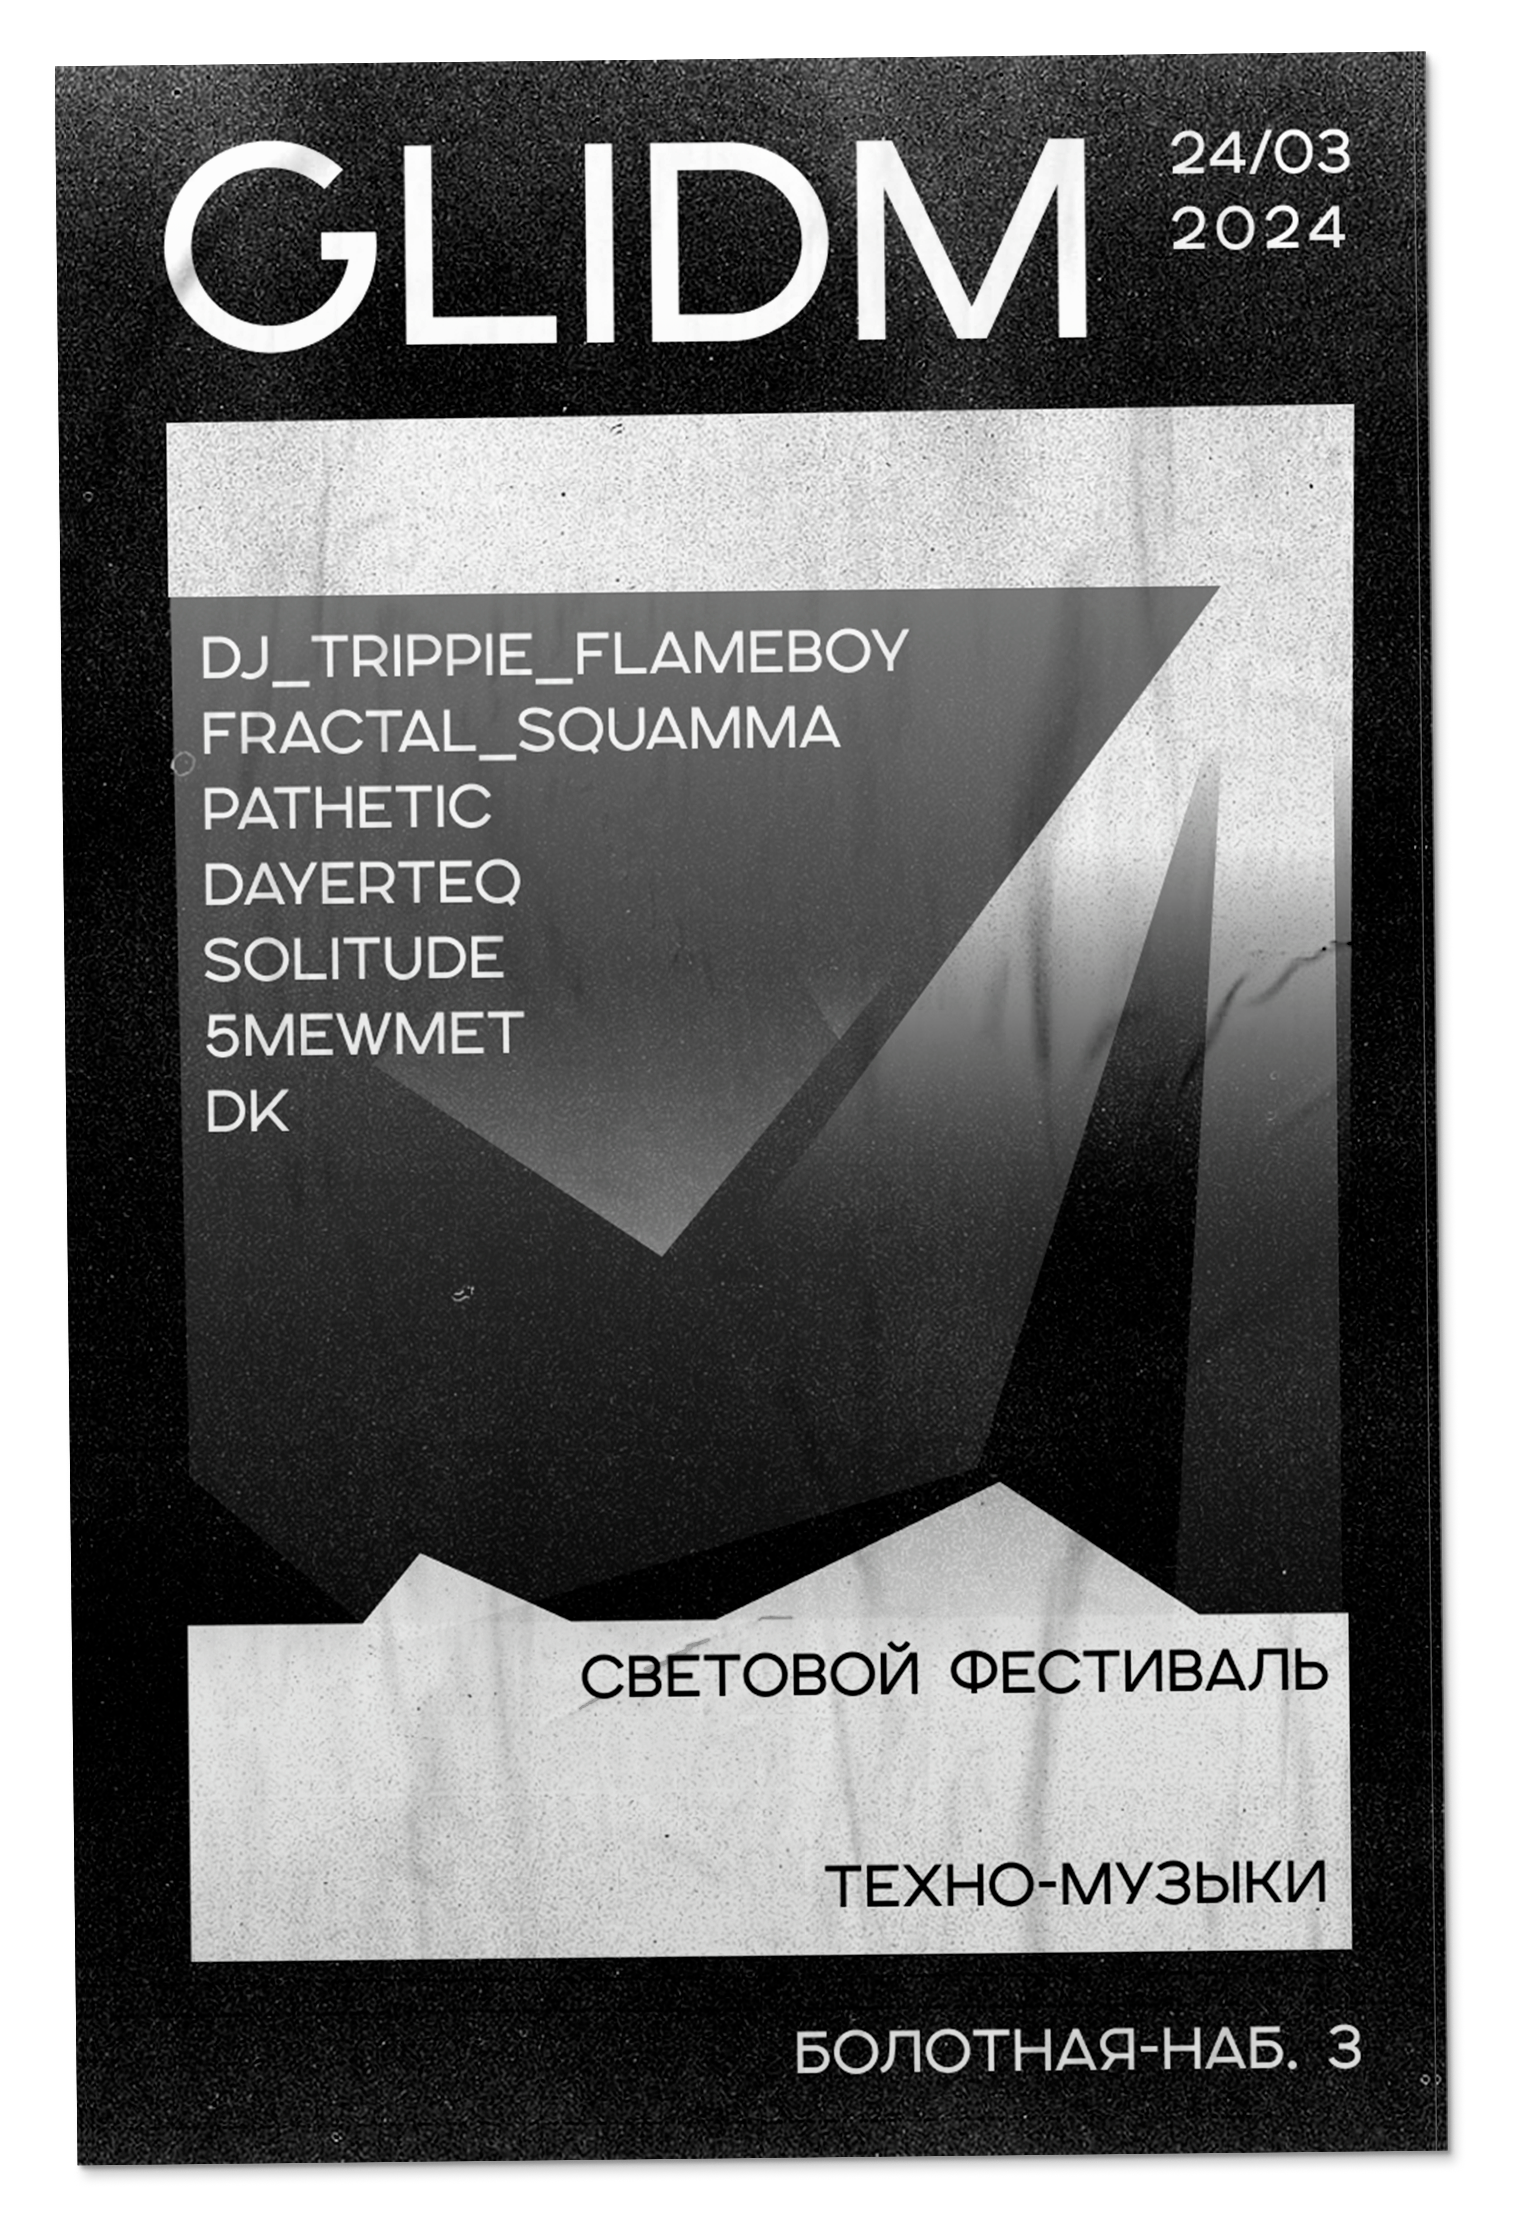 GLIDM
24/03
2024
DJ_TRIPPIE_FLAMEBOY
FRACTAL_SQUAMMA
PATHETIC
DAYERTEQ
SOLITUDE
5MEWMET
DK
СВЕТОВОЙ ФЕСТИВАЛЬ
ТЕХНО-МУЗЫКИ
БОЛОТНАЯ-НАБ. 3